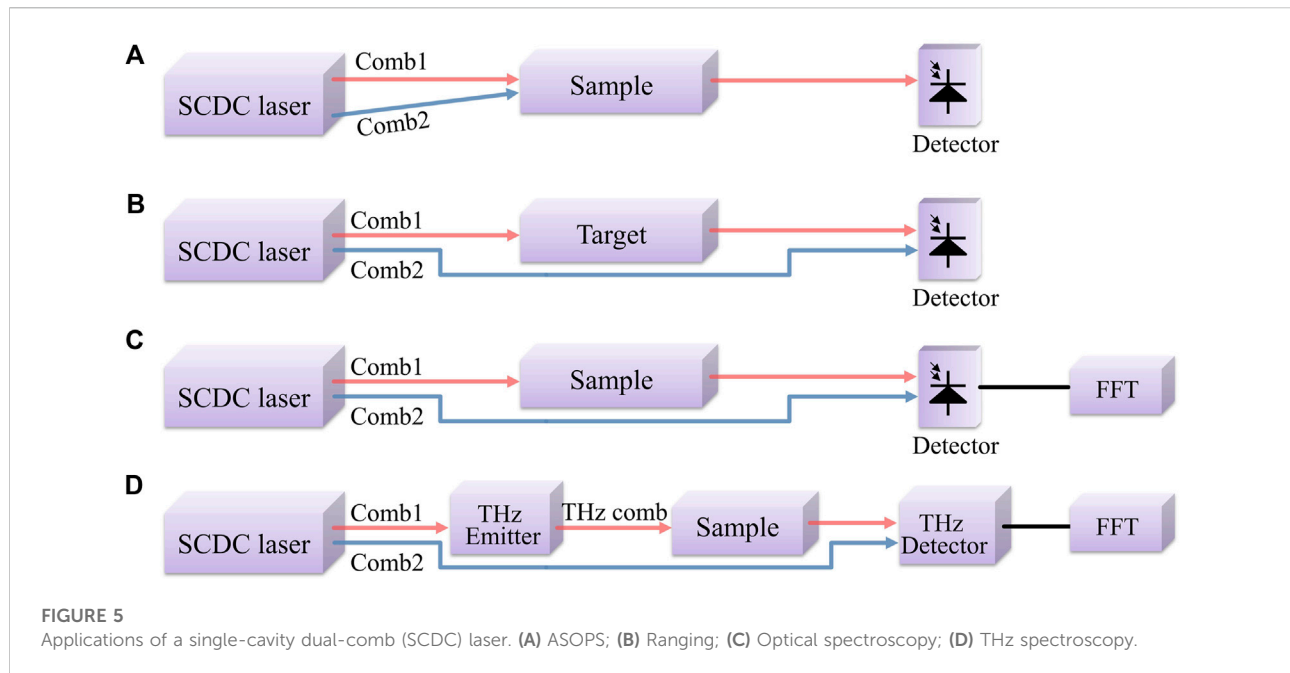 A
SCDC laser
Comb1
Comb2
Sample
Detector
B
SCDC laser
Comb1
Comb2
Target
Detector
C
SCDC laser
Comb1
Comb2
Sample
Detector
FFT
D
SCDC laser
Comb1
Comb2
THz
Emitter
THz comb
Sample
THz
Detector
FFT
FIGURE 5
Applications of a single-cavity dual-comb (SCDC) laser. (A) ASOPS; (B) Ranging; (C) Optical spectroscopy; (D) THz spectroscopy.